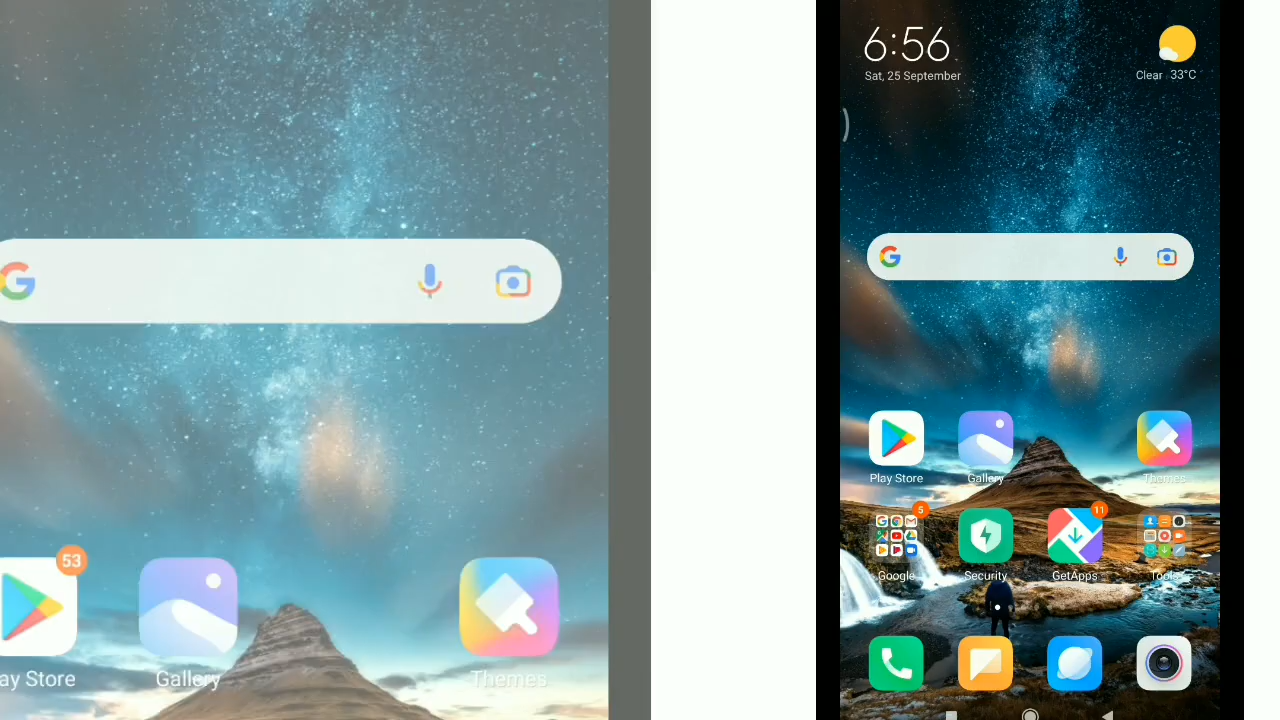 53
ay Store
Gallery
Themes
6:56
Sat, 25 September
Clear 33°C
Play Store
Gallery
Themes
5
11
Google
Security
GetApps
Tools